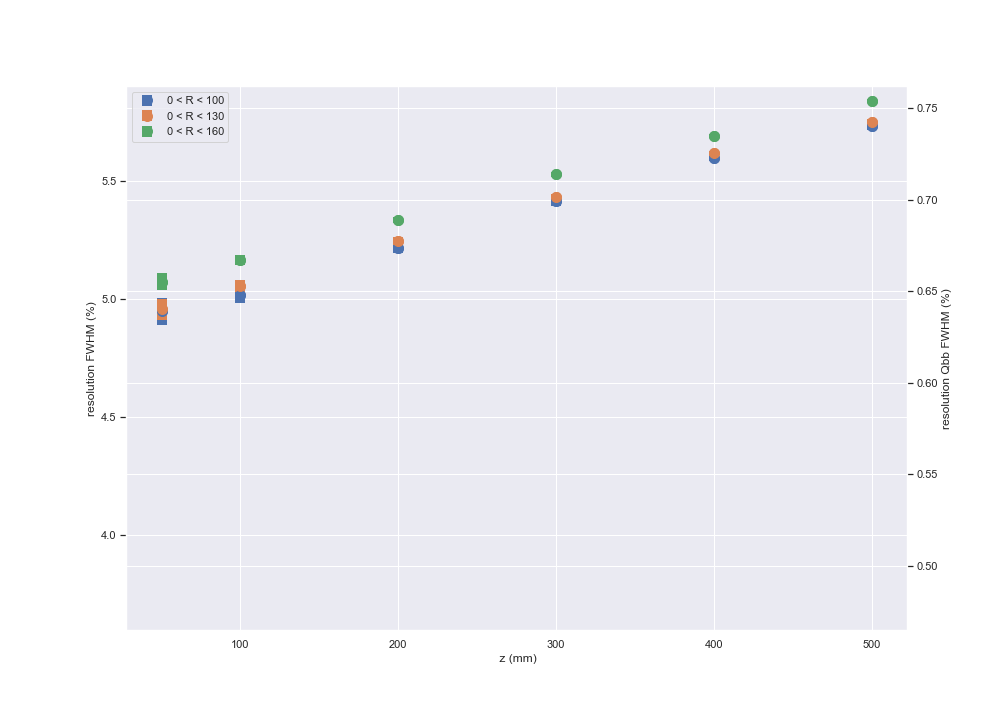 0 < R < 100
0 < R < 130
0 < R < 160
5.5
5.0
4.5
4.0
resolution FWHM (%)
0.75
0.70
0.65
0.60
0.55
0.50
resolution Qbb FWHM (%)
100 200 300 400 500
z (mm)